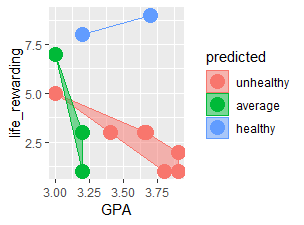 life_rewarding
7.5
5.0
2.5
3.00 3.25 3.50 3.75
GPA
predicted
unhealthy
average
healthy